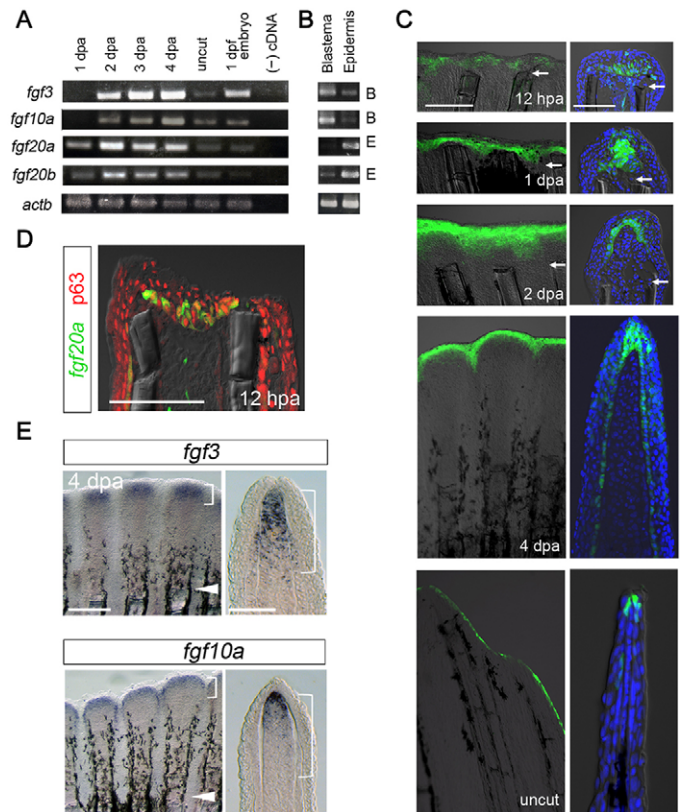 A
1 dpa
2 dpa
3 dpa
4 dpa
uncut
1 dpf embryo
(–) cDNA
fgf3
fgf10a
fgf20a
fgf20b
actb
B
Blastema
Epidermis
B
B
E
E
C
12 hpa
1 dpa
2 dpa
4 dpa
uncut
D
fgf20a p63
12 hpa
E
fgf3
4 dpa
fgf10a